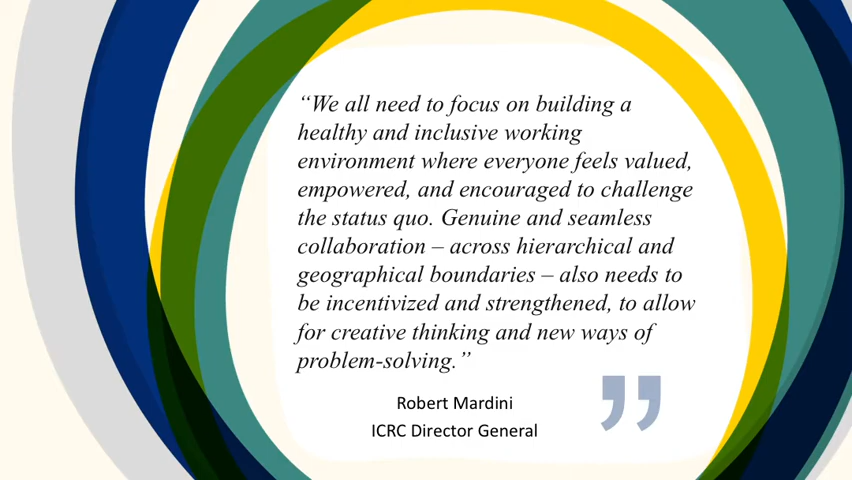 “We all need to focus on building a
healthy and inclusive working
environment where everyone feels valued,
empowered, and encouraged to challenge
the status quo. Genuine and seamless
collaboration – across hierarchical and
geographical boundaries – also needs to
be incentivized and strengthened, to allow
for creative thinking and new ways of
problem-solving.”
Robert Mardini
ICRC Director General